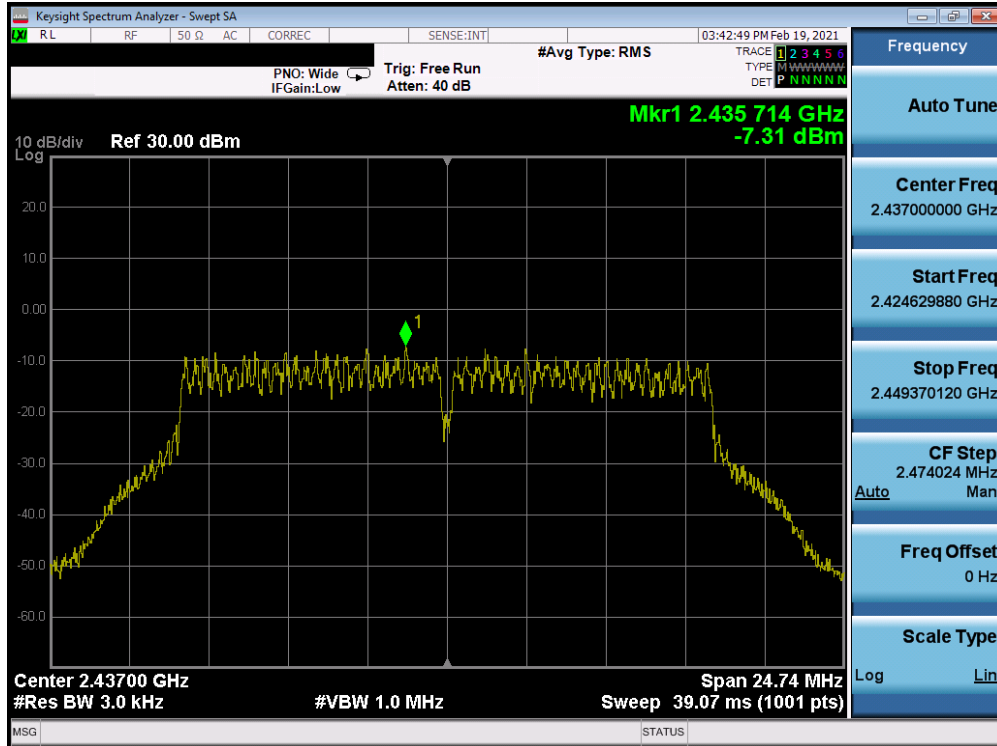 Keysight Spectrum Analyzer - Swept SA
LXI RL RF 50 Ω AC CORREC SENSE:INT 03:42:49 PM Feb 19, 2021
#Avg Type: RMS TRACE 1 2 3 4 5 6
PNO: Wide Trig: Free Run TYPE M WWWWW
IFGain:Low Atten: 40 dB DET P N N N N N
Mkr1 2.435 714 GHz
-7.31 dBm
10 dB/div Ref 30.00 dBm
Log
20.0
10.0
0.00
-10.0
-20.0
-30.0
-40.0
-50.0
-60.0
1
Center 2.43700 GHz Span 24.74 MHz
#Res BW 3.0 kHz #VBW 1.0 MHz Sweep 39.07 ms (1001 pts)
MSG STATUS
Frequency
Auto Tune
Center Freq
2.437000000 GHz
Start Freq
2.424629880 GHz
Stop Freq
2.449370120 GHz
CF Step
2.474024 MHz
Auto Man
Freq Offset
0 Hz
Scale Type
Log Lin